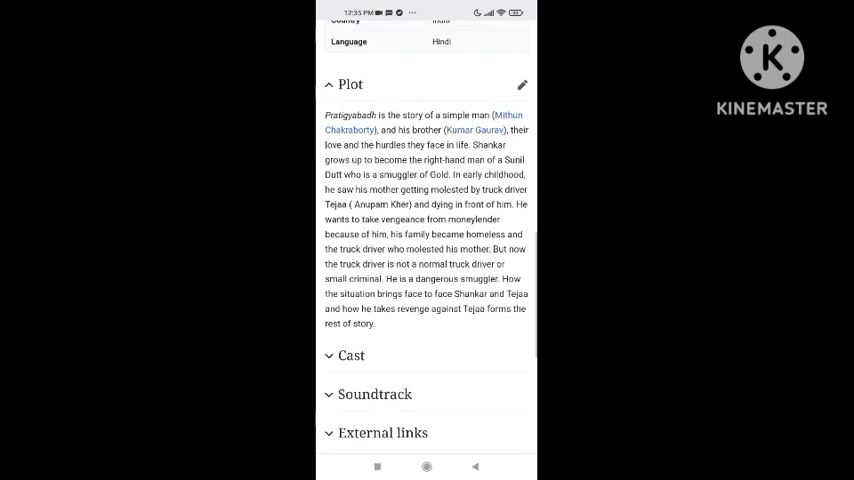 12:35 PM
Country India
Language Hindi
Plot
Pratigyabadh is the story of a simple man (Mithun
Chakraborty), and his brother (Kumar Gaurav), their
love and the hurdles they face in life. Shankar
grows up to become the right-hand man of a Sunil
Dutt who is a smuggler of Gold. In early childhood,
he saw his mother getting molested by truck driver
Tejaa ( Anupam Kher) and dying in front of him. He
wants to take vengeance from moneylender
because of him, his family became homeless and
the truck driver who molested his mother. But now
the truck driver is not a normal truck driver or
small criminal. He is a dangerous smuggler. How
the situation brings face to face Shankar and Tejaa
and how he takes revenge against Tejaa forms the
rest of story.
Cast
Soundtrack
External links
K
KINEMASTER